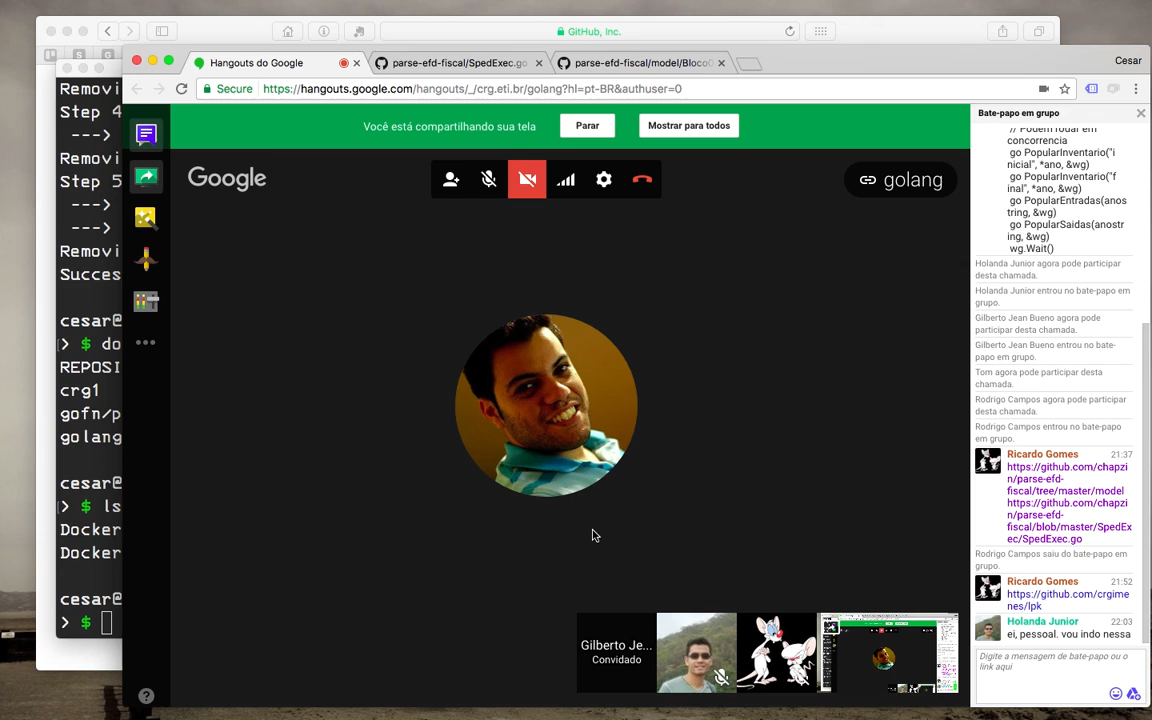 GitHub, Inc.
Hangouts do Google
parse-efd-fiscal/SpedExec.go
parse-efd-fiscal/model/Bloco
Cesar
Secure
https://hangouts.google.com/hangouts/_/crg.eti.br/golang?hl=pt-BR&authuser=0
Removi
Step 4
--->
Removi
Step 5
--->
--->
Removi
Succes
cesar@
> $ do
REPOSI
crg1
gofn/p
golang
cesar@
> $ ls
Docker
Docker
cesar@
> $
Você está compartilhando sua tela
Parar
Mostrar para todos
Google
golang
Gilberto Je...
Convidado
Bate-papo em grupo
// Podem rodar em
concorrencia
go PopularInventario("i
nicial", *ano, &wg)
go PopularInventario("f
inal", *ano, &wg)
go PopularEntradas(anos
tring, &wg)
go PopularSaidas(anostr
ing, &wg)
wg.Wait()
Holanda Junior agora pode participar
desta chamada.
Holanda Junior entrou no bate-papo em
grupo.
Gilberto Jean Bueno agora pode
participar desta chamada.
Gilberto Jean Bueno entrou no bate-
papo em grupo.
Tom agora pode participar desta
chamada.
Rodrigo Campos agora pode participar
desta chamada.
Rodrigo Campos entrou no bate-papo
em grupo.
Ricardo Gomes 21:37
https://github.com/chapzi
n/parse-efd-
fiscal/tree/master/model
https://github.com/chapzi
n/parse-efd-
fiscal/blob/master/SpedEx
ec/SpedExec.go
Rodrigo Campos saiu do bate-papo em
grupo.
Ricardo Gomes 21:52
https://github.com/crgime
nes/lpk
Holanda Junior 22:03
ei, pessoal. vou indo nessa
Digite a mensagem de bate-papo ou o
link aqui